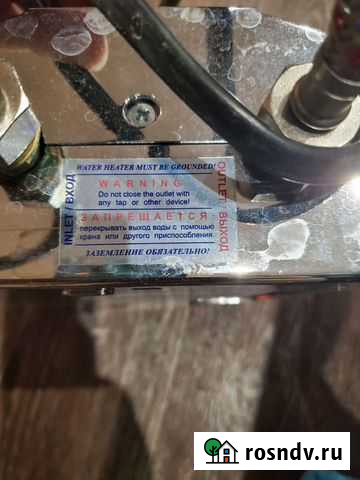 WATER HEATER MUST BE GROUNDED!
WARNING
Do not close the outlet with
any tap or other device!
ЗАПРЕЩАЕТСЯ
перекрывать выход воды с помощью
крана или другого приспособления.
ЗАЗЕМЛЕНИЕ ОБЯЗАТЕЛЬНО!
INLET / ВХОД
OUTLET / ВЫХОД
rosndv.ru